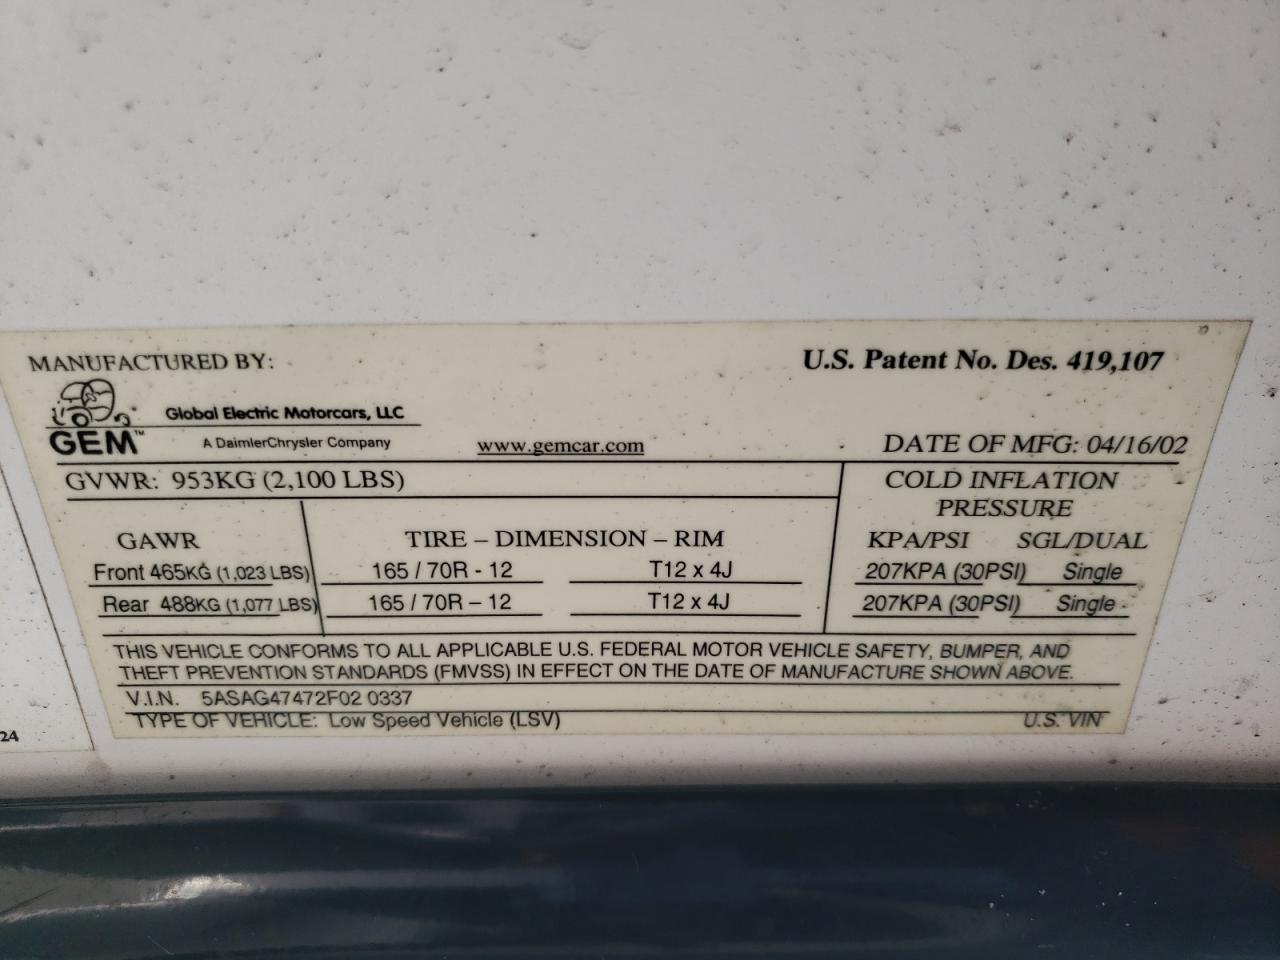 MANUFACTURED BY:
U.S. Patent No. Des. 419,107
GEM™
Global Electric Motorcars, LLC
A DaimlerChrysler Company
www.gemcar.com
DATE OF MFG: 04/16/02
GVWR: 953KG (2,100 LBS)
COLD INFLATION
PRESSURE
GAWR TIRE – DIMENSION – RIM KPA/PSI SGL/DUAL
Front 465KG (1,023 LBS) 165 / 70R - 12 T12 x 4J 207KPA (30PSI) Single
Rear 488KG (1,077 LBS) 165 / 70R – 12 T12 x 4J 207KPA (30PSI) Single
THIS VEHICLE CONFORMS TO ALL APPLICABLE U.S. FEDERAL MOTOR VEHICLE SAFETY, BUMPER, AND
THEFT PREVENTION STANDARDS (FMVSS) IN EFFECT ON THE DATE OF MANUFACTURE SHOWN ABOVE.
V.I.N. 5ASAG47472F02 0337
TYPE OF VEHICLE: Low Speed Vehicle (LSV) U.S. VIN
24